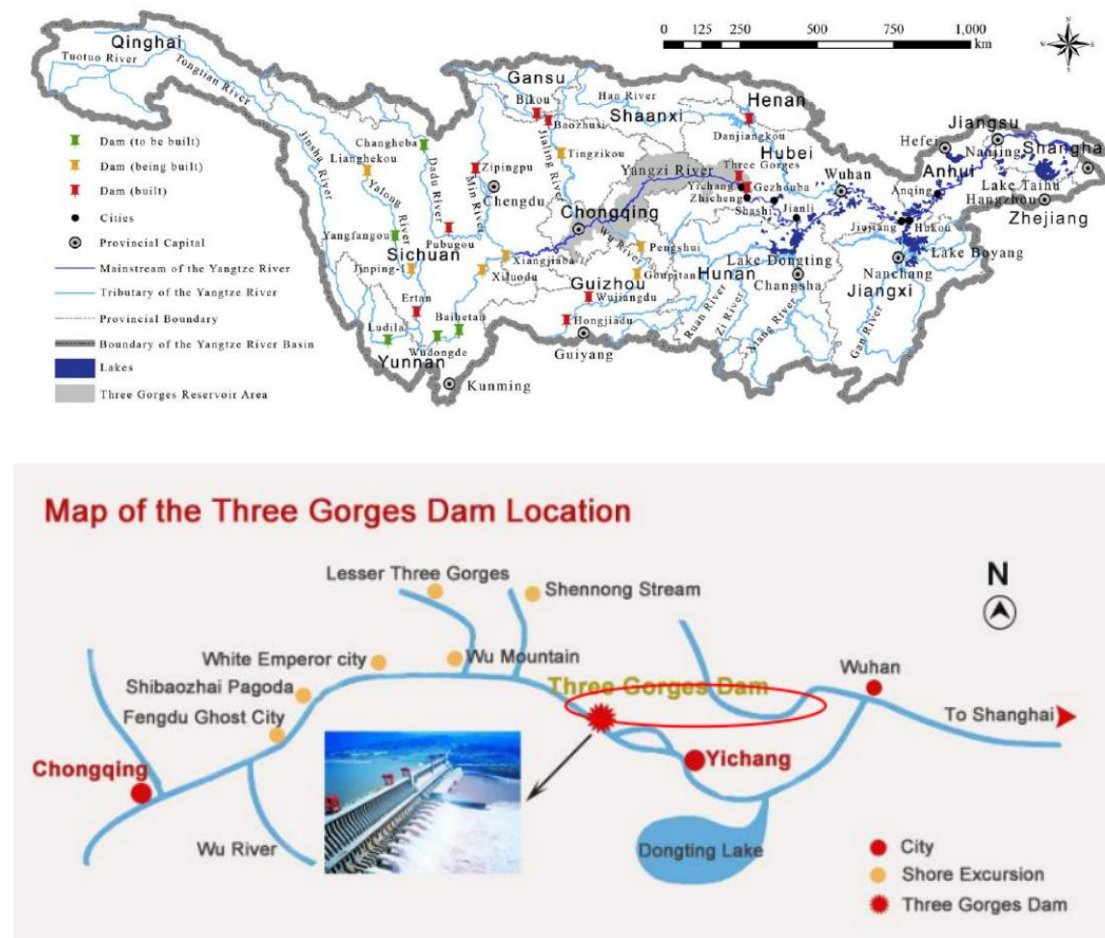 0 125 250 500 750 1,000
km
N
Qinghai
Tuotuo River
Tongtian River
Gansu
Bikou
Baozhusi
Han River
Shaanxi
Henan
Danjiangkou
Jiangsu
Hefei
Nanjing
Shanghai
Dam (to be built)
Dam (being built)
Dam (built)
Cities
Provincial Capital
Mainstream of the Yangtze River
Tributary of the Yangtze River
Provincial Boundary
Boundary of the Yangtze River Basin
Lakes
Three Gorges Reservoir Area
Changheba
Lianghekou
Jinsha River
Yalong River
Dadu River
Zipingpu
Min River
Chengdu
Jialing River
Tingzikou
Hubei
Three Gorges
Yangzi River
Yichang
Gezhouba
Zhicheng
Shashi
Jianli
Wuhan
Anhui
Anqing
Lake Taihu
Hangzhou
Zhejiang
Yangfangou
Pubugou
Sichuan
Jinping-I
Xiangjiaba
Xiluodu
Chongqing
Wu River
Pengshui
Goupitan
Hunan
Lake Dongting
Changsha
Jiujiang
Hukou
Lake Boyang
Nanchang
Jiangxi
Ertan
Ludila
Baihetan
Wudongde
Yunnan
Kunming
Guizhou
Wujiangdu
Hongjiadu
Guiyang
Ruan River
Zi River
Xiang River
Gan River
Map of the Three Gorges Dam Location
N
Lesser Three Gorges
Shennong Stream
White Emperor city
Wu Mountain
Shibaozhai Pagoda
Three Gorges Dam
Wuhan
Fengdu Ghost City
To Shanghai
Chongqing
Yichang
Wu River
Dongting Lake
City
Shore Excursion
Three Gorges Dam